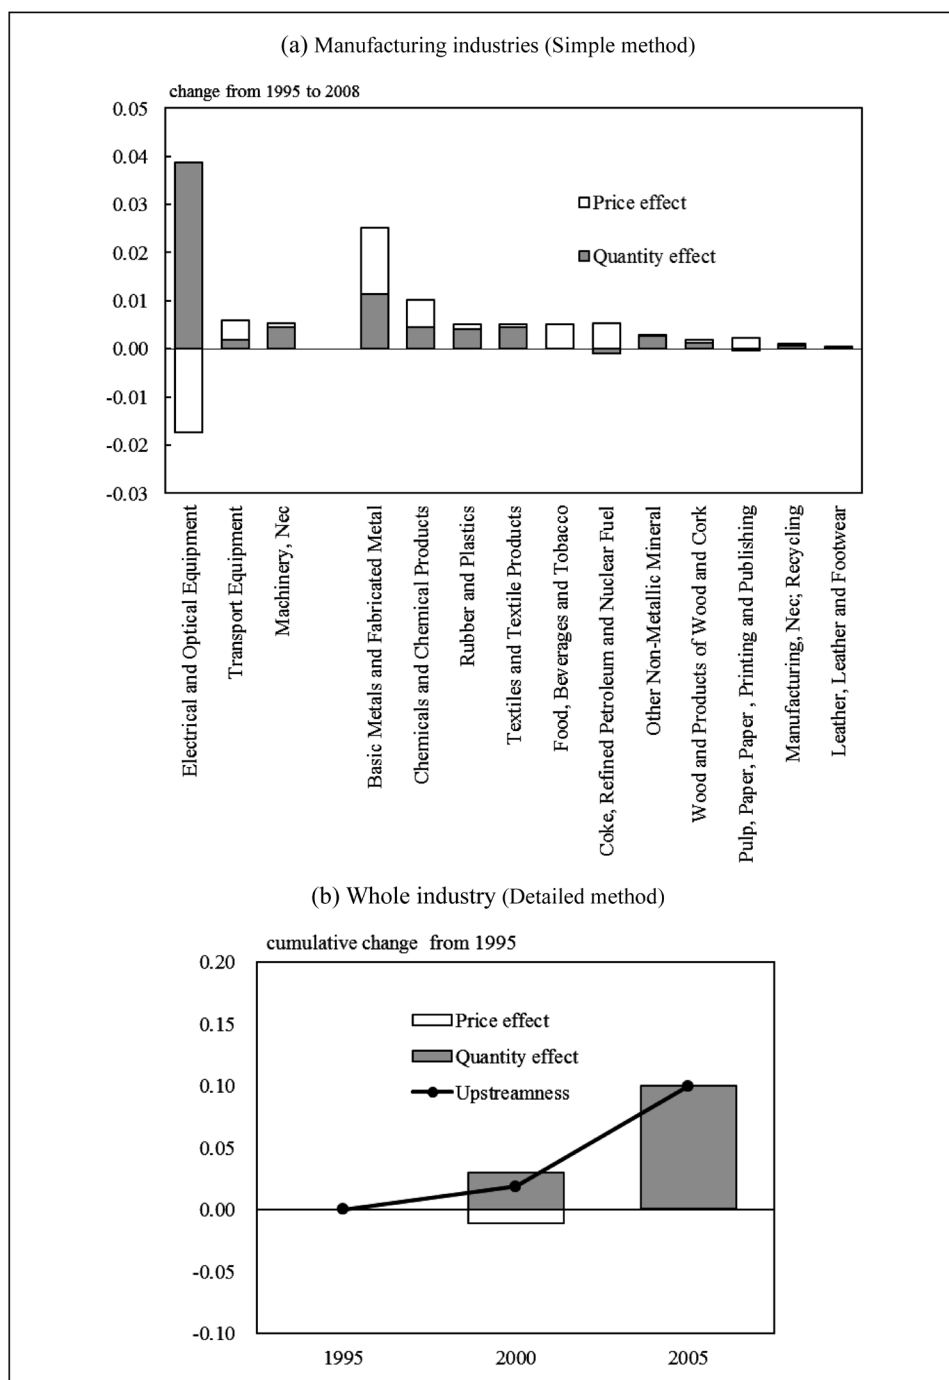 (a) Manufacturing industries (Simple method)
change from 1995 to 2008
0.05
0.04
0.03
0.02
0.01
0.00
-0.01
-0.02
-0.03
Price effect
Quantity effect
Electrical and Optical Equipment
Transport Equipment
Machinery, Nec
Basic Metals and Fabricated Metal
Chemicals and Chemical Products
Rubber and Plastics
Textiles and Textile Products
Food, Beverages and Tobacco
Coke, Refined Petroleum and Nuclear Fuel
Other Non-Metallic Mineral
Wood and Products of Wood and Cork
Pulp, Paper, Paper , Printing and Publishing
Manufacturing, Nec; Recycling
Leather, Leather and Footwear
(b) Whole industry (Detailed method)
cumulative change from 1995
0.20
0.15
0.10
0.05
0.00
-0.05
-0.10
Price effect
Quantity effect
Upstreamness
1995
2000
2005